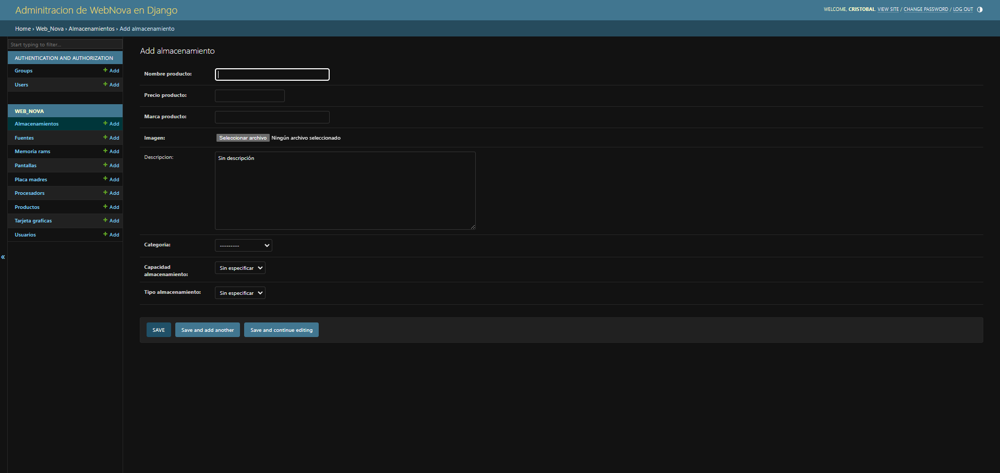 Adminitracion de WebNova en Django
WELCOME, CRISTOBAL. VIEW SITE / CHANGE PASSWORD / LOG OUT
Home › Web_Nova › Almacenamientos › Add almacenamiento
Start typing to filter...
AUTHENTICATION AND AUTHORIZATION
Groups + Add
Users + Add
WEB_NOVA
Almacenamientos + Add
Fuentes + Add
Memoria rams + Add
Pantallas + Add
Placa madres + Add
Procesadors + Add
Productos + Add
Tarjeta graficas + Add
Usuarios + Add
«
Add almacenamiento
Nombre producto:
Precio producto:
Marca producto:
Imagen: Seleccionar archivo Ningún archivo seleccionado
Descripcion: Sin descripción
Categoria: ---------
Capacidad
almacenamiento: Sin especificar
Tipo almacenamiento: Sin especificar
SAVE Save and add another Save and continue editing